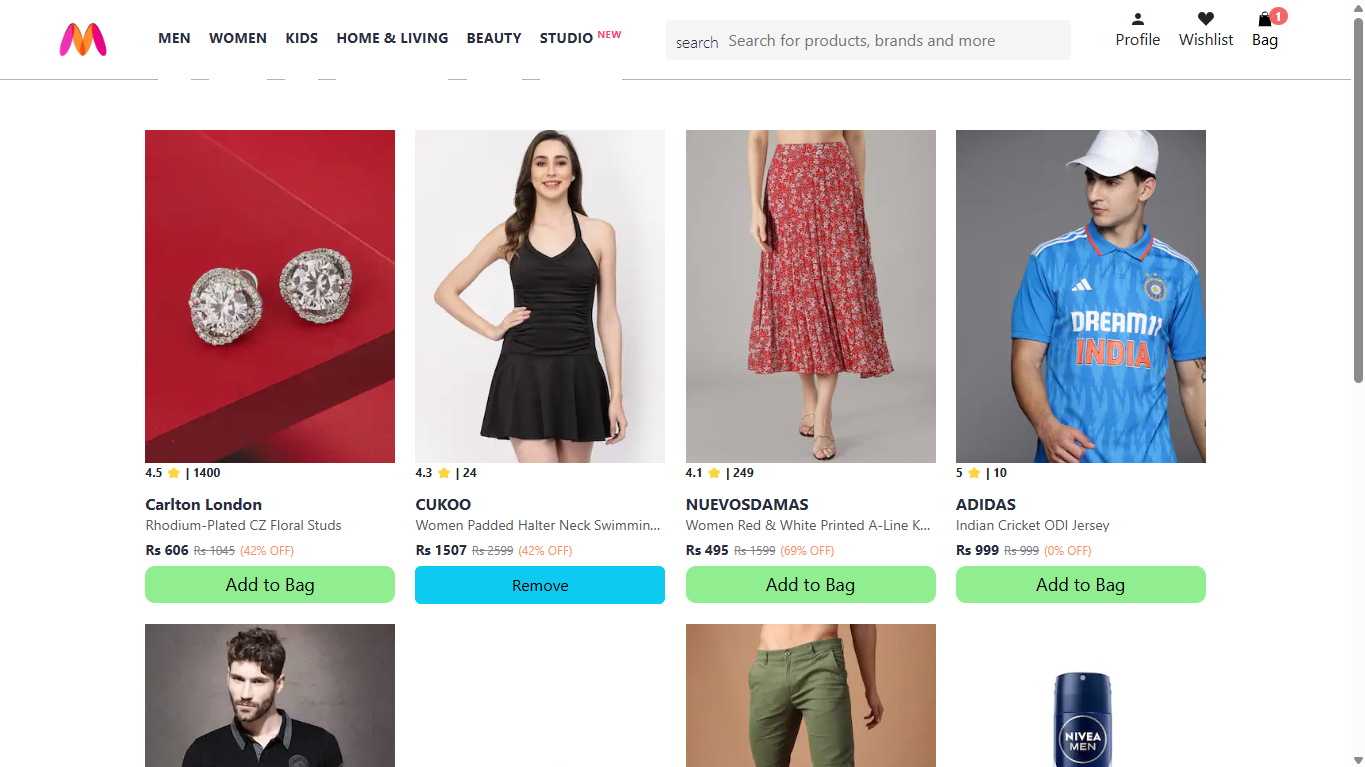 MEN WOMEN KIDS HOME & LIVING BEAUTY STUDIO NEW
search Search for products, brands and more
Profile Wishlist Bag 1
DREAM11
INDIA
4.5 ⭐ | 1400
Carlton London
Rhodium-Plated CZ Floral Studs
Rs 606 Rs 1045 (42% OFF)
Add to Bag
4.3 ⭐ | 24
CUKOO
Women Padded Halter Neck Swimmin...
Rs 1507 Rs 2599 (42% OFF)
Remove
4.1 ⭐ | 249
NUEVOSDAMAS
Women Red & White Printed A-Line K...
Rs 495 Rs 1599 (69% OFF)
Add to Bag
5 ⭐ | 10
ADIDAS
Indian Cricket ODI Jersey
Rs 999 Rs 999 (0% OFF)
Add to Bag
NIVEA
MEN